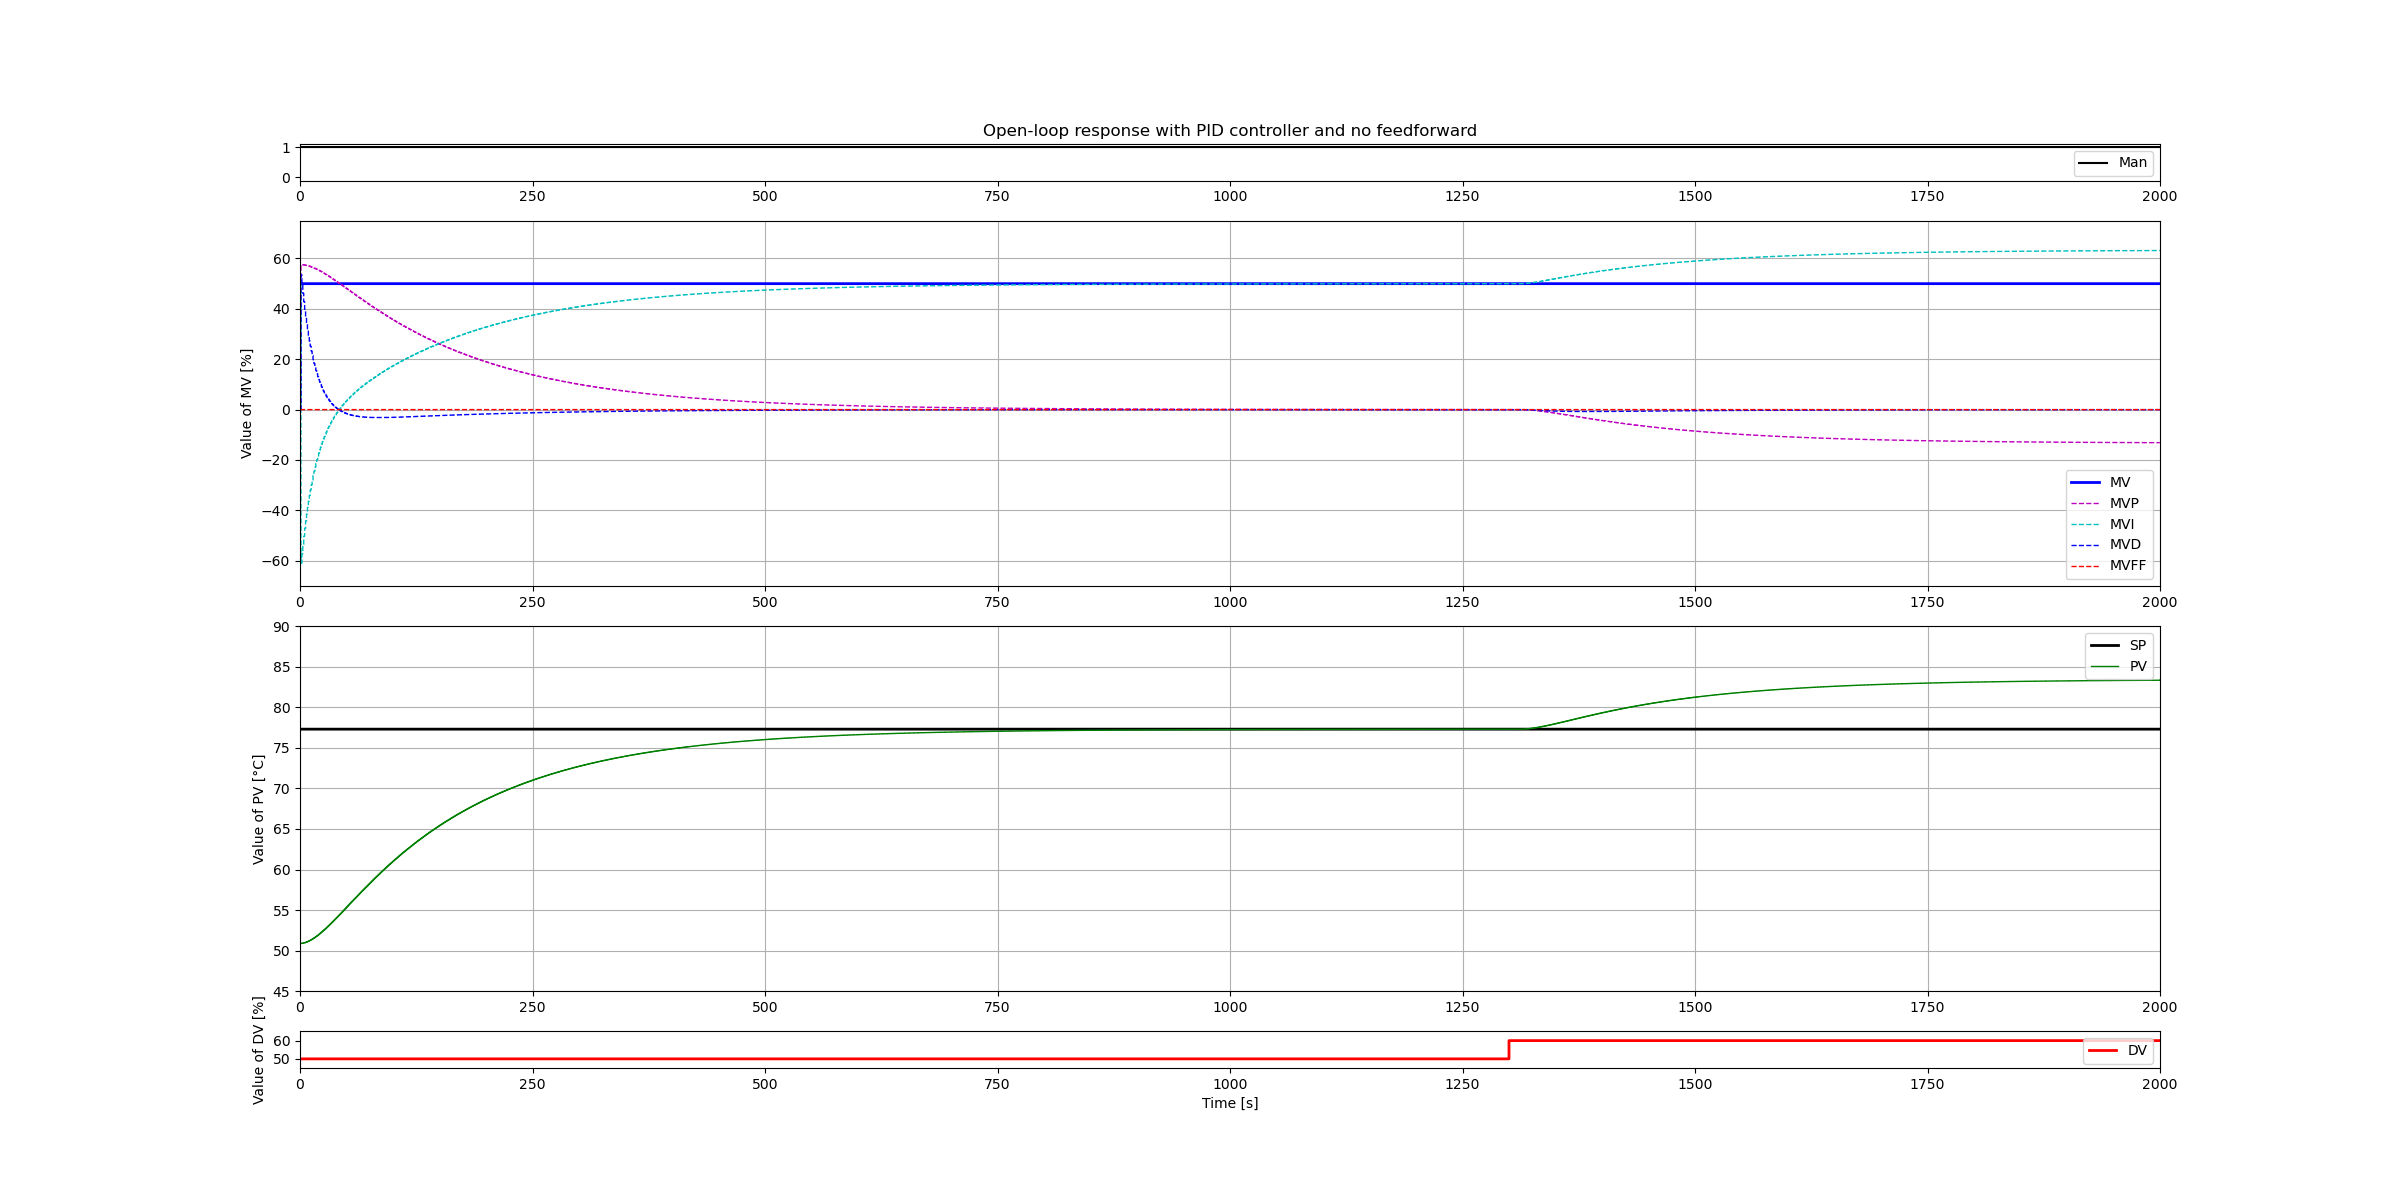 Open-loop response with PID controller and no feedforward
1
0
Man
0 250 500 750 1000 1250 1500 1750 2000
Value of MV [%]
60
40
20
0
−20
−40
−60
MV
MVP
MVI
MVD
MVFF
0 250 500 750 1000 1250 1500 1750 2000
Value of PV [°C]
90
85
80
75
70
65
60
55
50
45
SP
PV
0 250 500 750 1000 1250 1500 1750 2000
Value of DV [%]
60
50
DV
0 250 500 750 1000 1250 1500 1750 2000
Time [s]